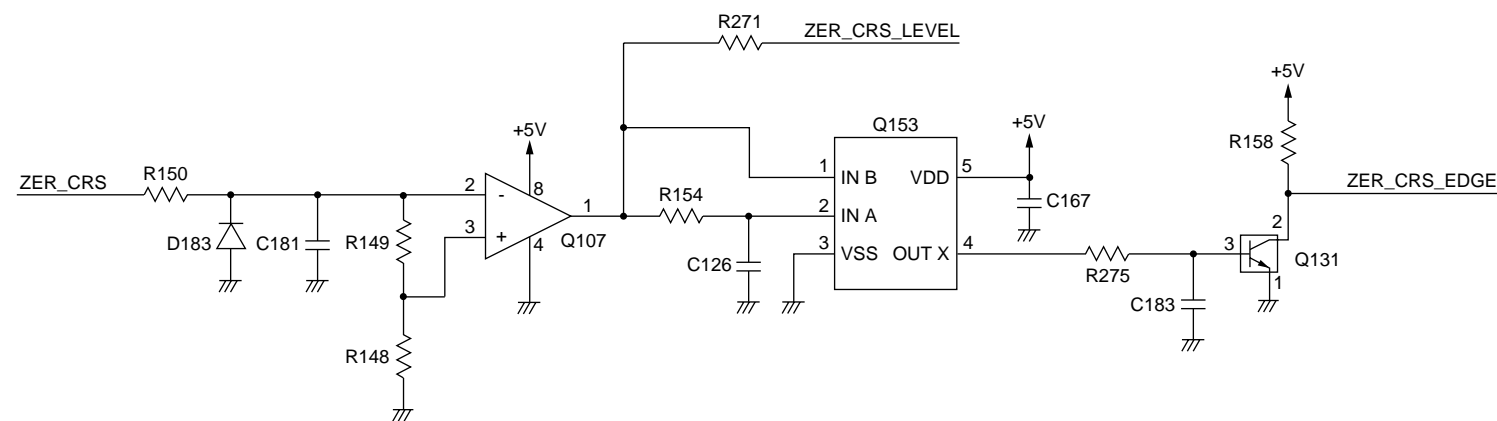 R271
ZER_CRS_LEVEL
+5V
R158
ZER_CRS_EDGE
+5V
Q153
+5V
ZER_CRS
R150
2
-
8
1
3
+
4
Q107
D183
C181
R149
R148
R154
C126
1
IN B
VDD
5
2
IN A
3
VSS
OUT X
4
C167
R275
C183
2
3
1
Q131